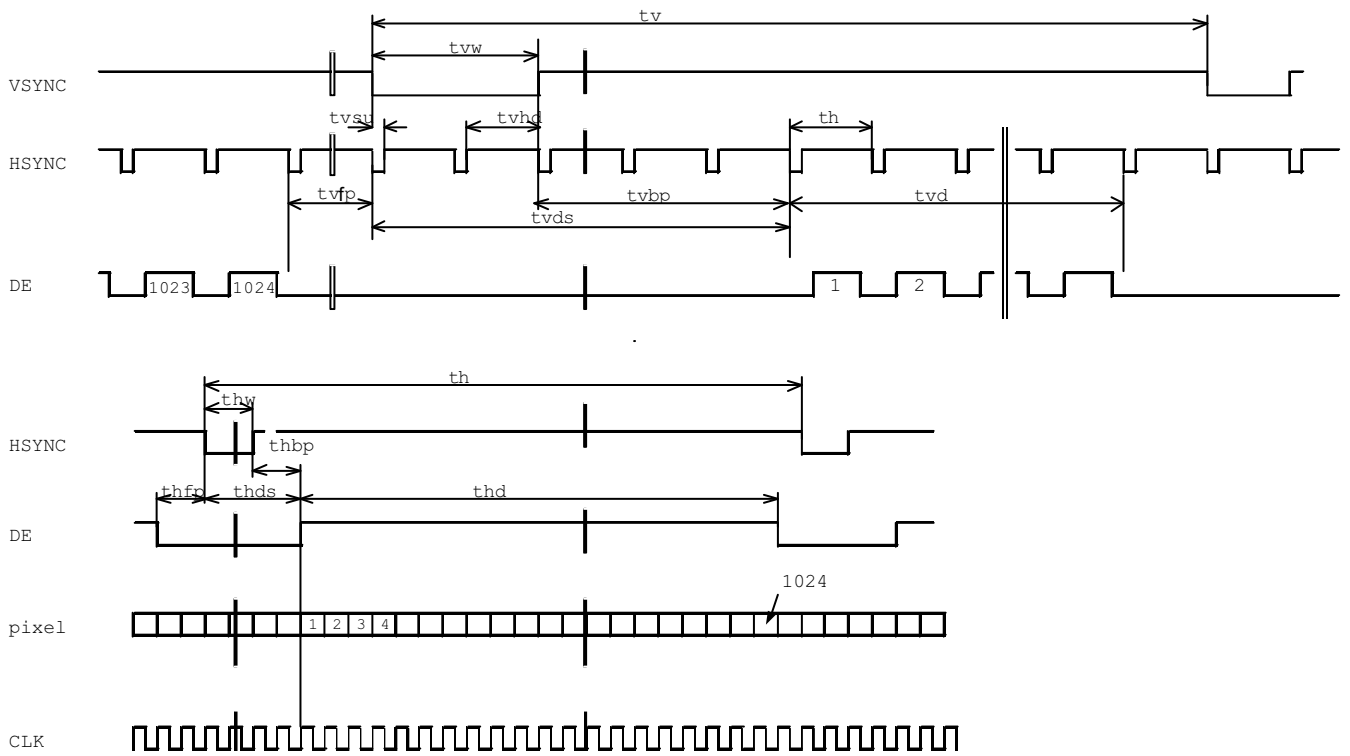 tv
tvw
VSYNC
tvsu
tvhd
th
HSYNC
tvfp
tvbp
tvd
tvds
DE
1023
1024
1
2
.
th
thw
HSYNC
thbp
thfp
thds
thd
DE
1024
pixel
1 2 3 4
CLK